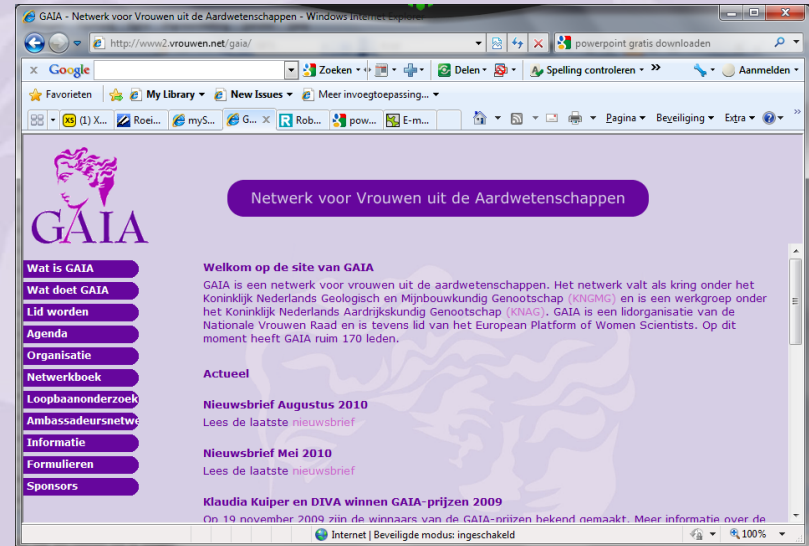 GAIA - Netwerk voor Vrouwen uit de Aardwetenschappen - Windows Internet Explorer
http://www2.vrouwen.net/gaia/
powerpoint gratis downloaden
x Google Zoeken Delen Spelling controleren » Aanmelden
Favorieten My Library New Issues Meer invoegtoepassing...
(1) X... Roei... myS... G... x Rob... pow... E-m... Pagina Beveiliging Extra »
GAIA
Netwerk voor Vrouwen uit de Aardwetenschappen
Wat is GAIA
Wat doet GAIA
Lid worden
Agenda
Organisatie
Netwerkboek
Loopbaanonderzoek
Ambassadeursnetwe
Informatie
Formulieren
Sponsors
Welkom op de site van GAIA
GAIA is een netwerk voor vrouwen uit de aardwetenschappen. Het netwerk valt als kring onder het
Koninklijk Nederlands Geologisch en Mijnbouwkundig Genootschap (KNGMG) en is een werkgroep onder
het Koninklijk Nederlands Aardrijkskundig Genootschap (KNAG). GAIA is een lidorganisatie van de
Nationale Vrouwen Raad en is tevens lid van het European Platform of Women Scientists. Op dit
moment heeft GAIA ruim 170 leden.
Actueel
Nieuwsbrief Augustus 2010
Lees de laatste nieuwsbrief
Nieuwsbrief Mei 2010
Lees de laatste nieuwsbrief
Klaudia Kuiper en DIVA winnen GAIA-prijzen 2009
On 19 november 2009 zijn de winnaars van de GAIA-prijzen bekend gemaakt. Meer informatie over de
Internet | Beveiligde modus: ingeschakeld
100%